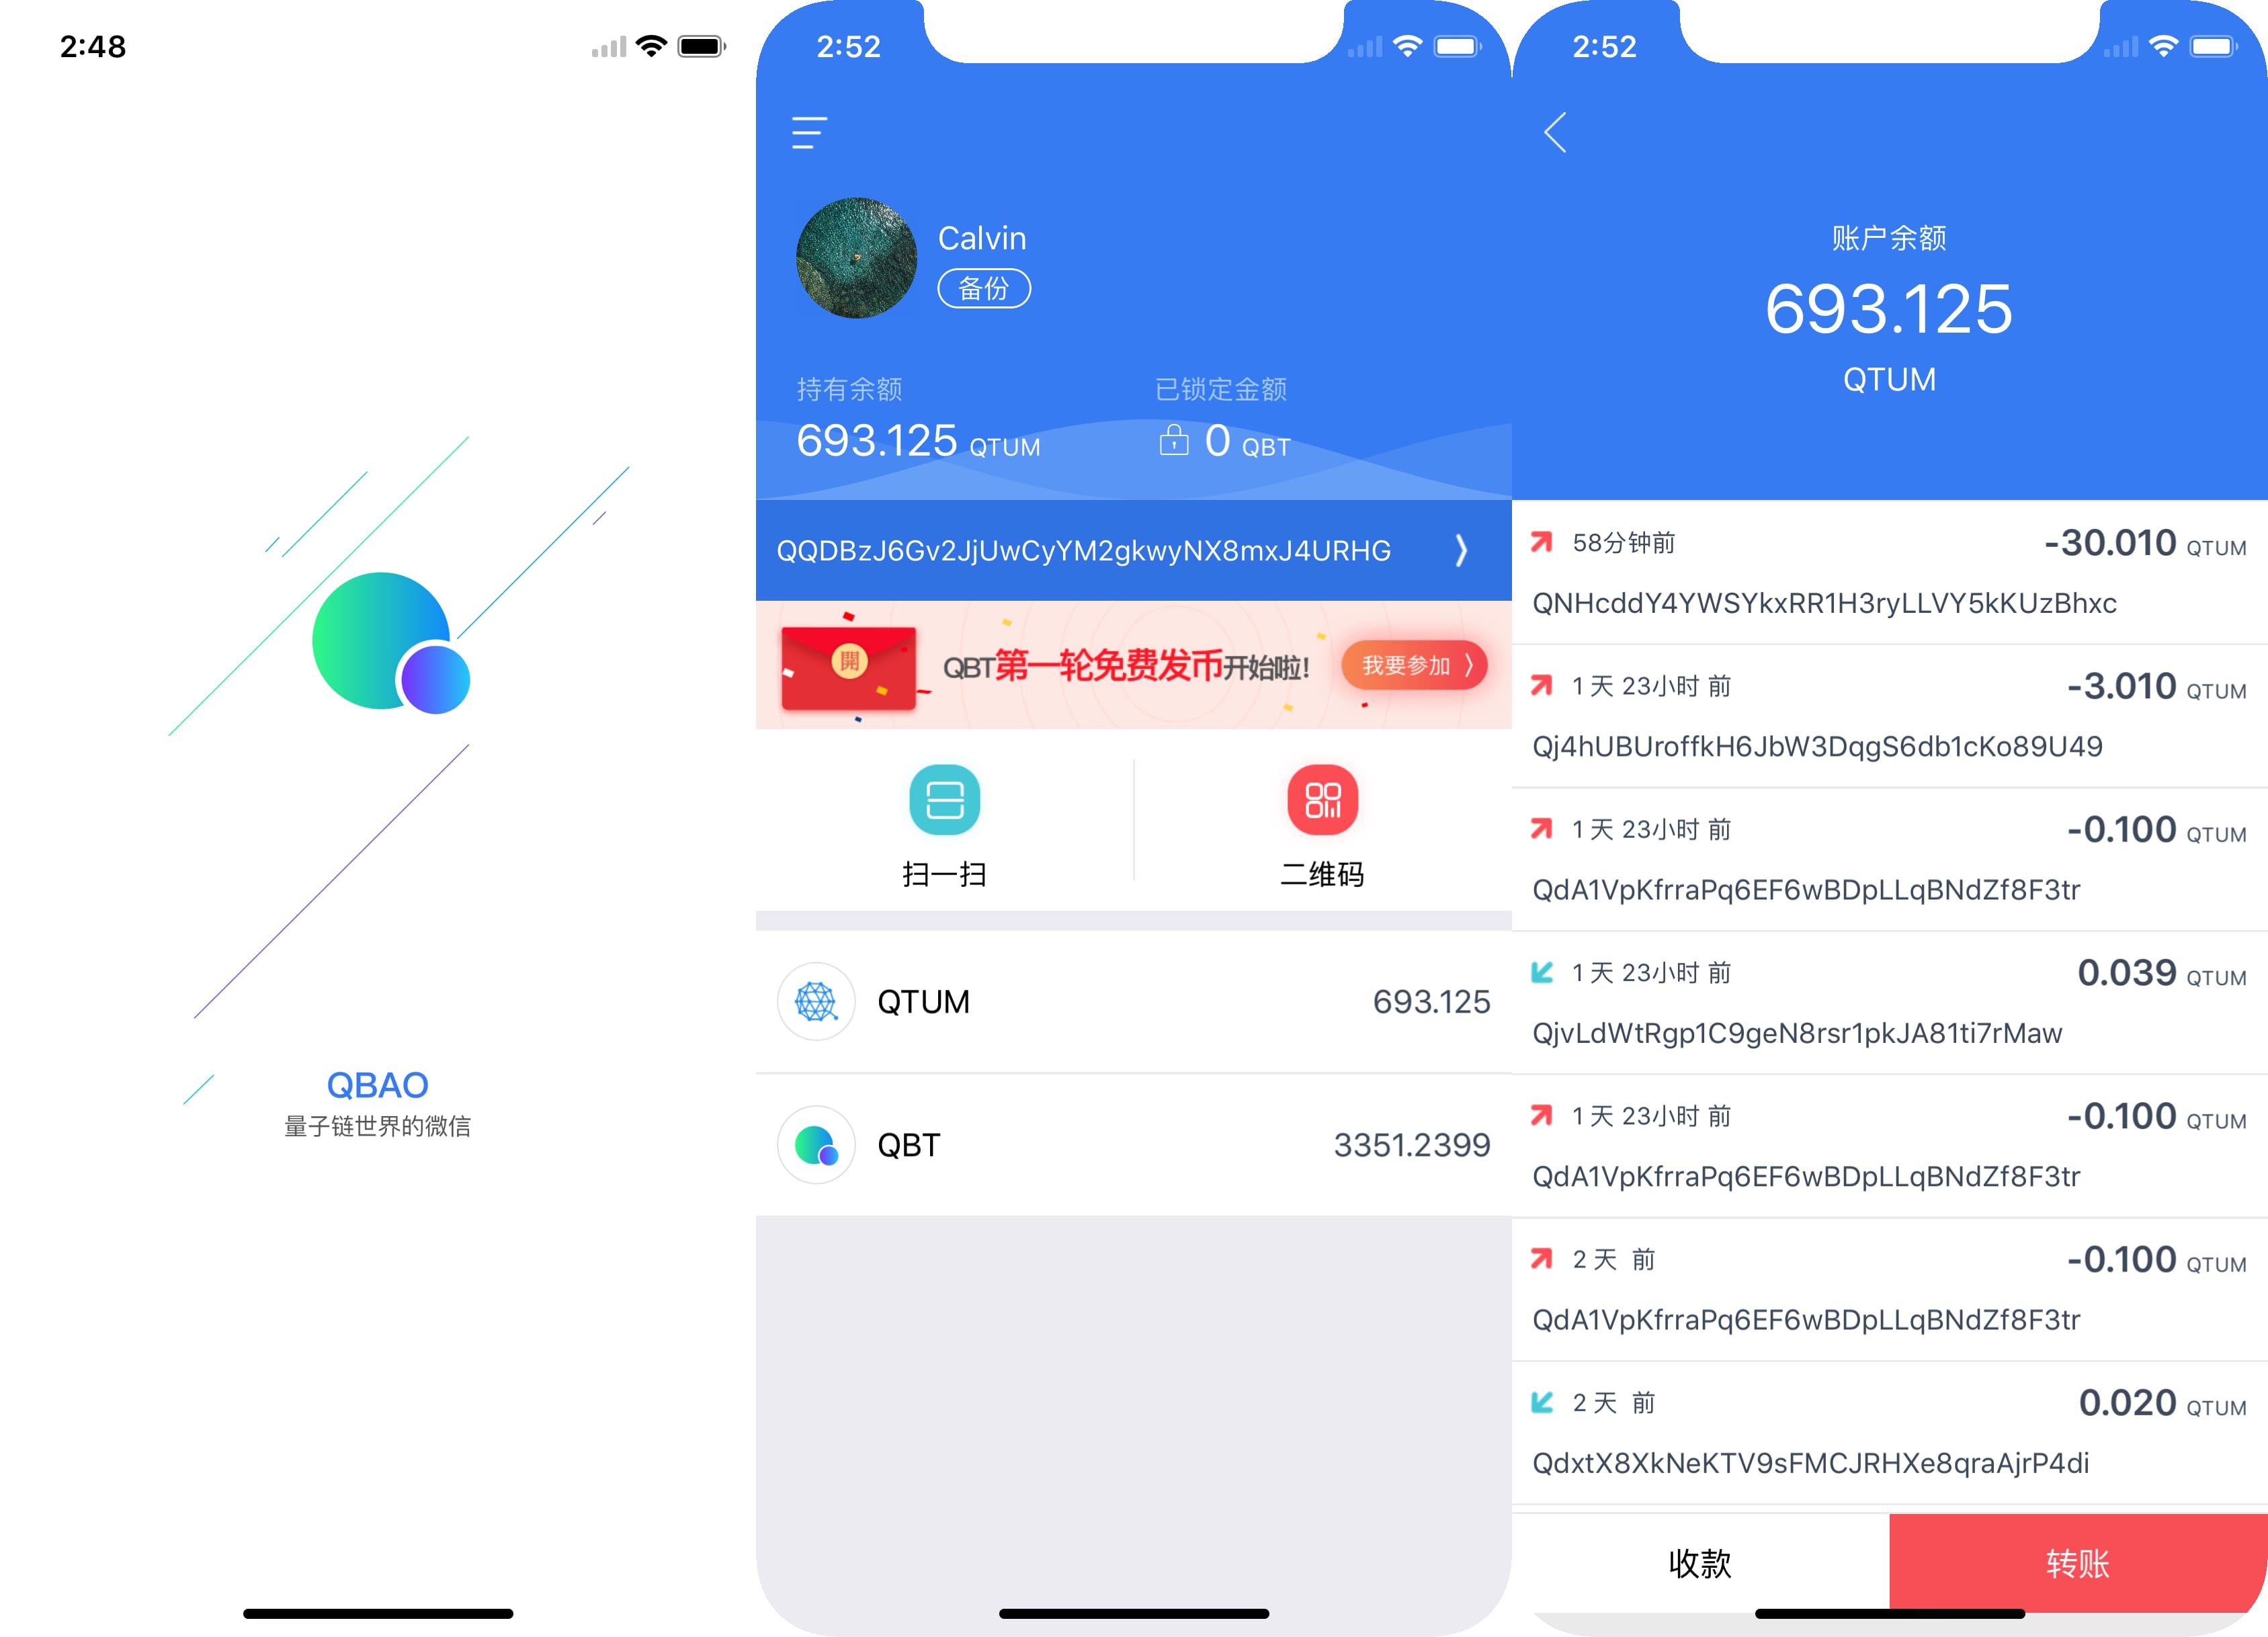 2:48
QBAO
量子链世界的微信
2:52
Calvin
备份
持有余额
693.125 QTUM
已锁定金额
0 QBT
QQDBzJ6Gv2JjUwCyYM2gkwyNX8mxJ4URHG
開
QBT第一轮免费发币开始啦!
我要参加
扫一扫
二维码
QTUM
693.125
QBT
3351.2399
2:52
账户余额
693.125
QTUM
58分钟前
-30.010 QTUM
QNHcddY4YWSYkxRR1H3ryLLVY5kKUzBhxc
1 天 23小时 前
-3.010 QTUM
Qj4hUBUroffkH6JbW3DqgS6db1cKo89U49
1 天 23小时 前
-0.100 QTUM
QdA1VpKfrraPq6EF6wBDpLLqBNdZf8F3tr
1 天 23小时 前
0.039 QTUM
QjvLdWtRgp1C9geN8rsr1pkJA81ti7rMaw
1 天 23小时 前
-0.100 QTUM
QdA1VpKfrraPq6EF6wBDpLLqBNdZf8F3tr
2 天 前
-0.100 QTUM
QdA1VpKfrraPq6EF6wBDpLLqBNdZf8F3tr
2 天 前
0.020 QTUM
QdxtX8XkNeKTV9sFMCJRHXe8qraAjrP4di
收款
转账